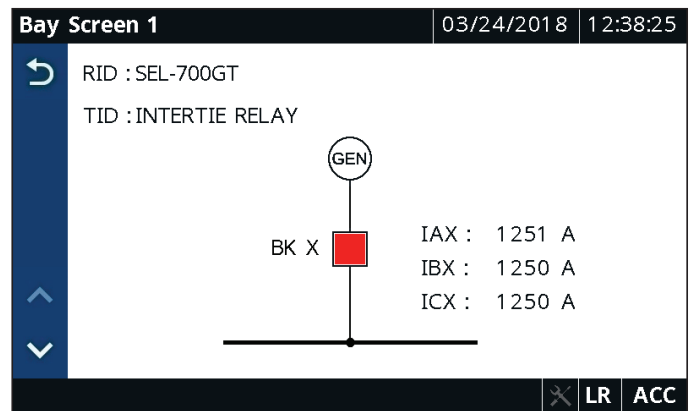 Bay Screen 1 03/24/2018 12:38:25
RID : SEL-700GT
TID : INTERTIE RELAY
GEN
BK X
IAX : 1251 A
IBX : 1250 A
ICX : 1250 A
LR ACC